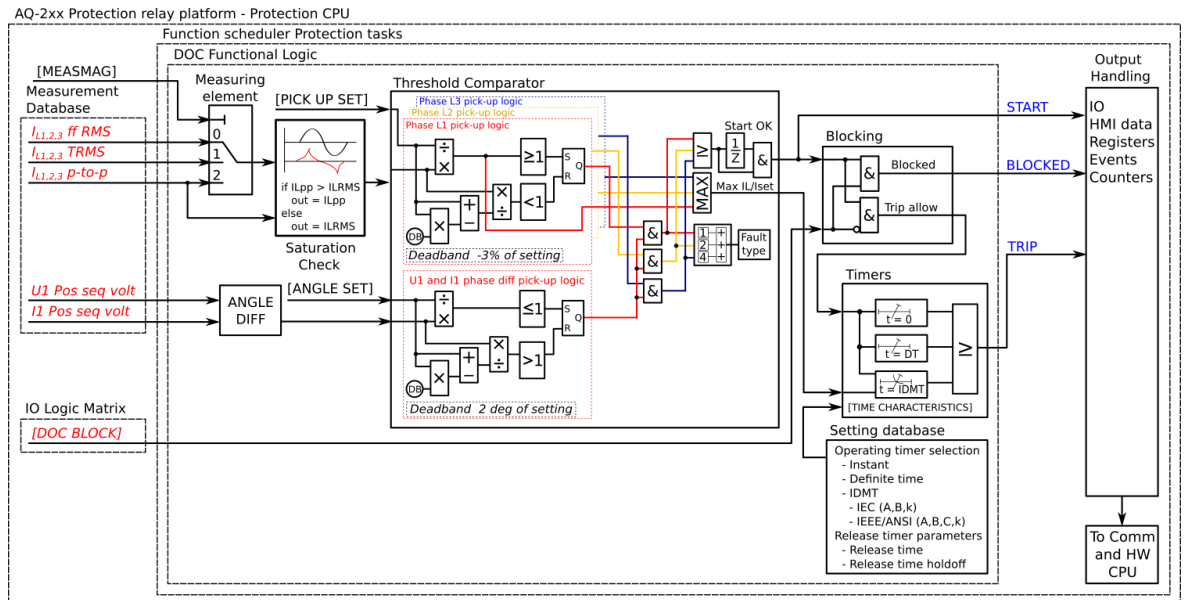 AQ-2xx Protection relay platform - Protection CPU
Function scheduler Protection tasks
DOC Functional Logic
[MEASMAG]
Measurement
Database
IL1,2,3 ff RMS
IL1,2,3 TRMS
IL1,2,3 p-to-p
Measuring
element
0
1
2
[PICK UP SET]
if ILpp > ILRMS
out = ILpp
else
out = ILRMS
Saturation
Check
U1 Pos seq volt
I1 Pos seq volt
ANGLE
DIFF
[ANGLE SET]
IO Logic Matrix
[DOC BLOCK]
Threshold Comparator
Phase L3 pick-up logic
Phase L2 pick-up logic
Phase L1 pick-up logic
÷
×
≥1
S
Q
R
×
÷
<1
+
−
DB
×
Deadband -3% of setting
U1 and I1 phase diff pick-up logic
÷
×
≤1
S
Q
R
×
÷
>1
+
−
DB
×
Deadband 2 deg of setting
&
&
&
≥
MAX
Start OK
1
Z
&
Max IL/Iset
1 +
2 +
4 +
Fault
type
Blocking
&
Blocked
&
Trip allow
Timers
t = 0
t = DT
t = IDMT
≥
[TIME CHARACTERISTICS]
Setting database
Operating timer selection
- Instant
- Definite time
- IDMT
- IEC (A,B,k)
- IEEE/ANSI (A,B,C,k)
Release timer parameters
- Release time
- Release time holdoff
START
BLOCKED
TRIP
Output
Handling
IO
HMI data
Registers
Events
Counters
To Comm
and HW
CPU